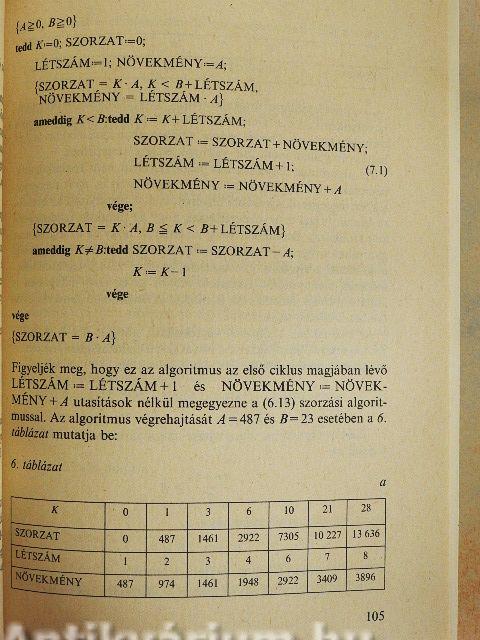 {A≧0, B≧0}
tedd K:=0; SZORZAT:=0;
LÉTSZÁM:=1; NÖVEKMÉNY:=A;
{SZORZAT = K · A, K < B+LÉTSZÁM,
NÖVEKMÉNY = LÉTSZÁM · A}
ameddig K<B:tedd K := K+LÉTSZÁM;
SZORZAT := SZORZAT+NÖVEKMÉNY;
LÉTSZÁM := LÉTSZÁM+1; (7.1)
NÖVEKMÉNY := NÖVEKMÉNY+A
vége;
{SZORZAT = K · A, B ≦ K < B+LÉTSZÁM}
ameddig K≠B:tedd SZORZAT := SZORZAT−A;
K := K−1
vége
vége
{SZORZAT = B · A}
Figyeljék meg, hogy ez az algoritmus az első ciklus magjában lévő
LÉTSZÁM := LÉTSZÁM+1 és NÖVEKMÉNY := NÖVEK-
MÉNY+A utasítások nélkül megegyezne a (6.13) szorzási algorit-
mussal. Az algoritmus végrehajtását A=487 és B=23 esetében a 6.
táblázat mutatja be:
6. táblázat
a
K 0 1 3 6 10 21 28
SZORZAT 0 487 1461 2922 7305 10 227 13 636
LÉTSZÁM 1 2 3 4 6 7 8
NÖVEKMÉNY 487 974 1461 1948 2922 3409 3896
105
Antikvárium.hu